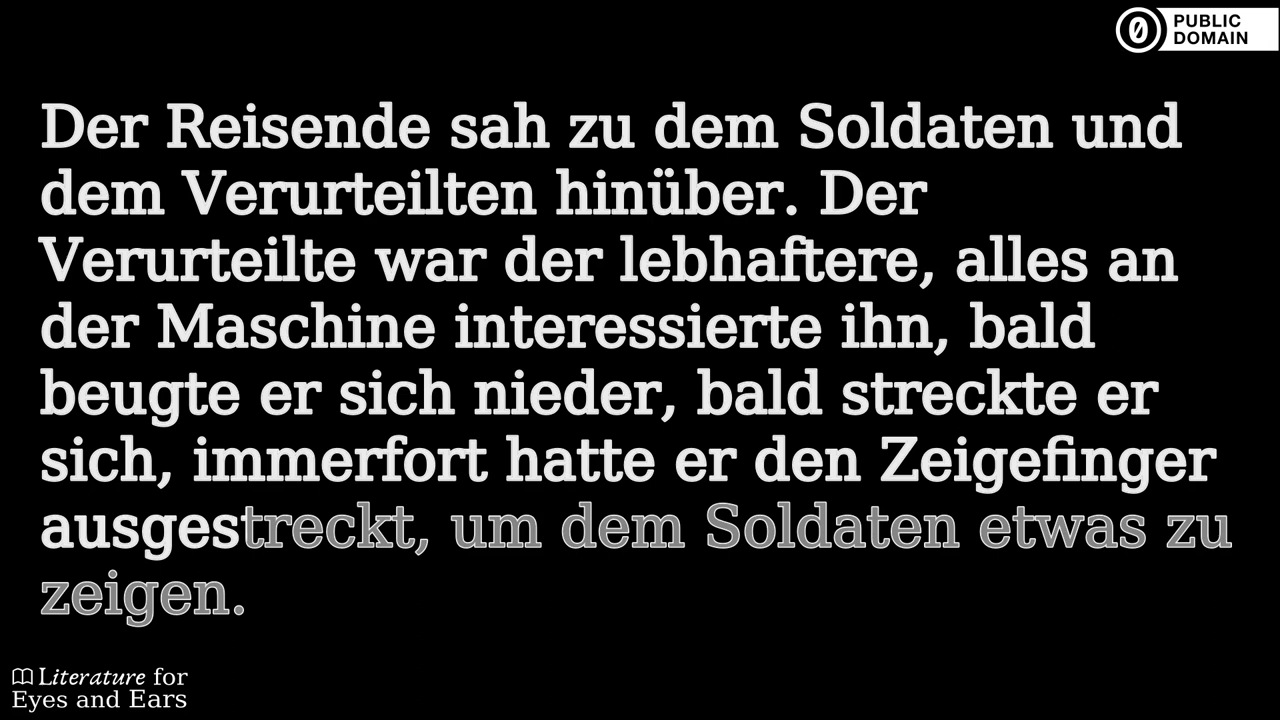 PUBLIC
DOMAIN
Der Reisende sah zu dem Soldaten und
dem Verurteilten hinüber. Der
Verurteilte war der lebhaftere, alles an
der Maschine interessierte ihn, bald
beugte er sich nieder, bald streckte er
sich, immerfort hatte er den Zeigefinger
ausgestreckt, um dem Soldaten etwas zu
zeigen.
Literature for
Eyes and Ears